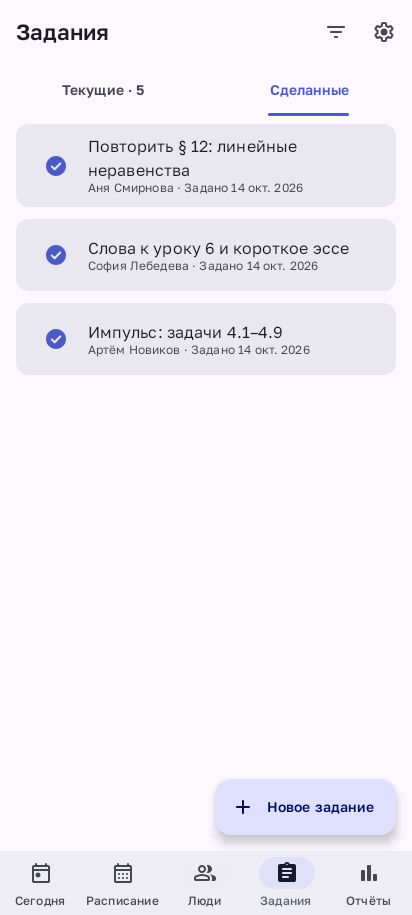 Задания
Текущие · 5
Сделанные
Повторить § 12: линейные
неравенства
Аня Смирнова · Задано 14 окт. 2026
Слова к уроку 6 и короткое эссе
София Лебедева · Задано 14 окт. 2026
Импульс: задачи 4.1–4.9
Артём Новиков · Задано 14 окт. 2026
Новое задание
Сегодня
Расписание
Люди
Задания
Отчёты